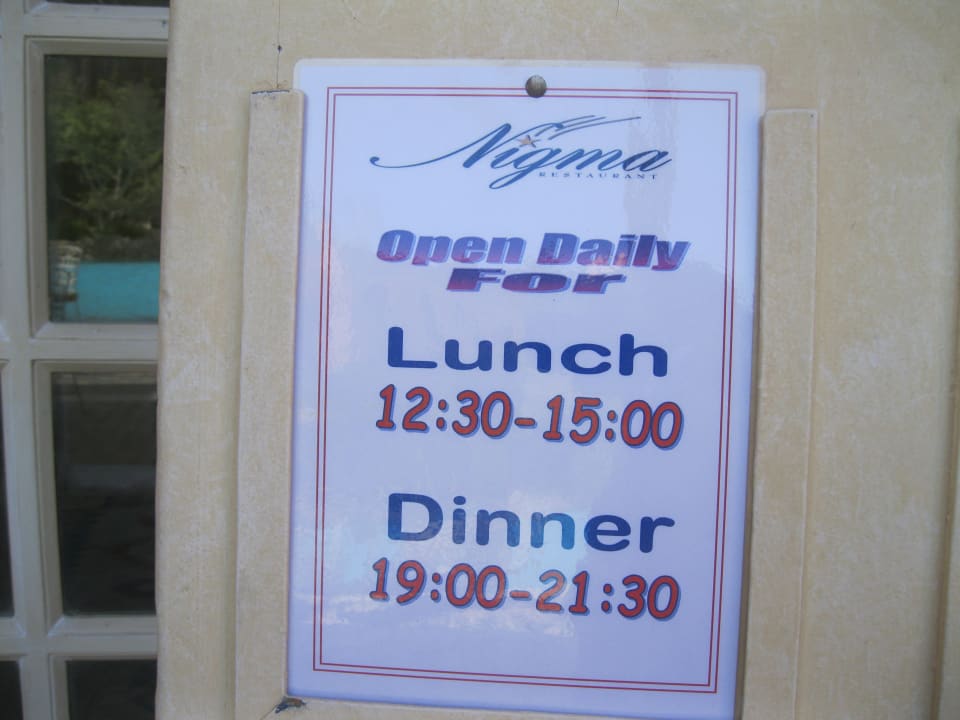 Nigma
RESTAURANT
Open Daily
For
Lunch
12:30-15:00
Dinner
19:00-21:30